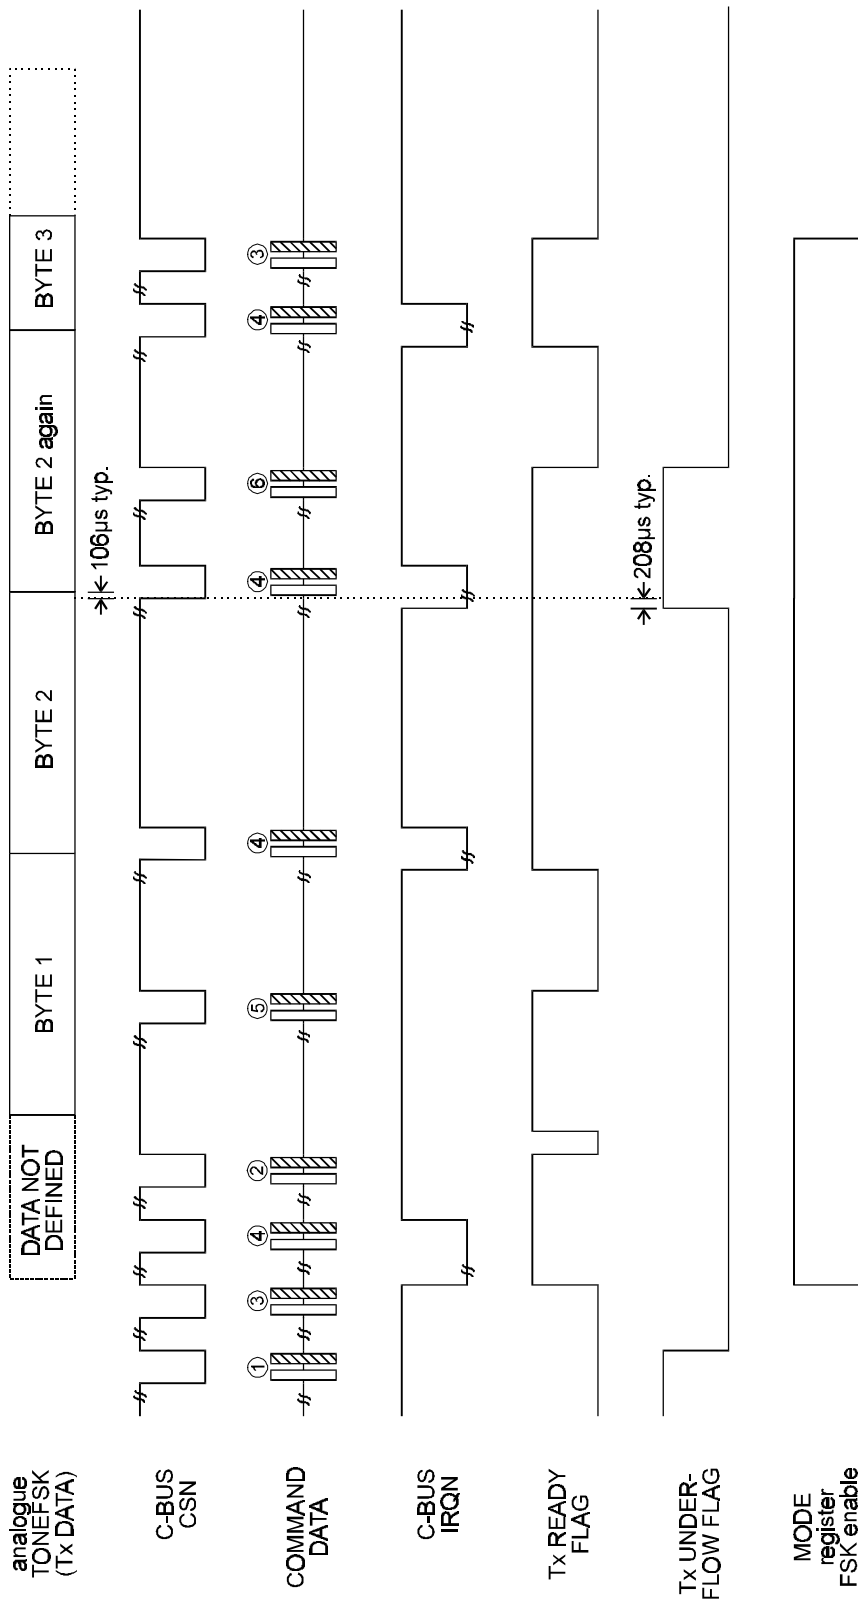 analogue
TONEFSK
(Tx DATA)
DATA NOT
DEFINED
BYTE 1
BYTE 2
BYTE 2 again
BYTE 3
106µs typ.
C-BUS
CSN
COMMAND
DATA
1
3
4
2
5
4
4
6
4
3
C-BUS
IRQN
Tx READY
FLAG
Tx UNDER-
FLOW FLAG
208µs typ.
MODE
register
FSK enable